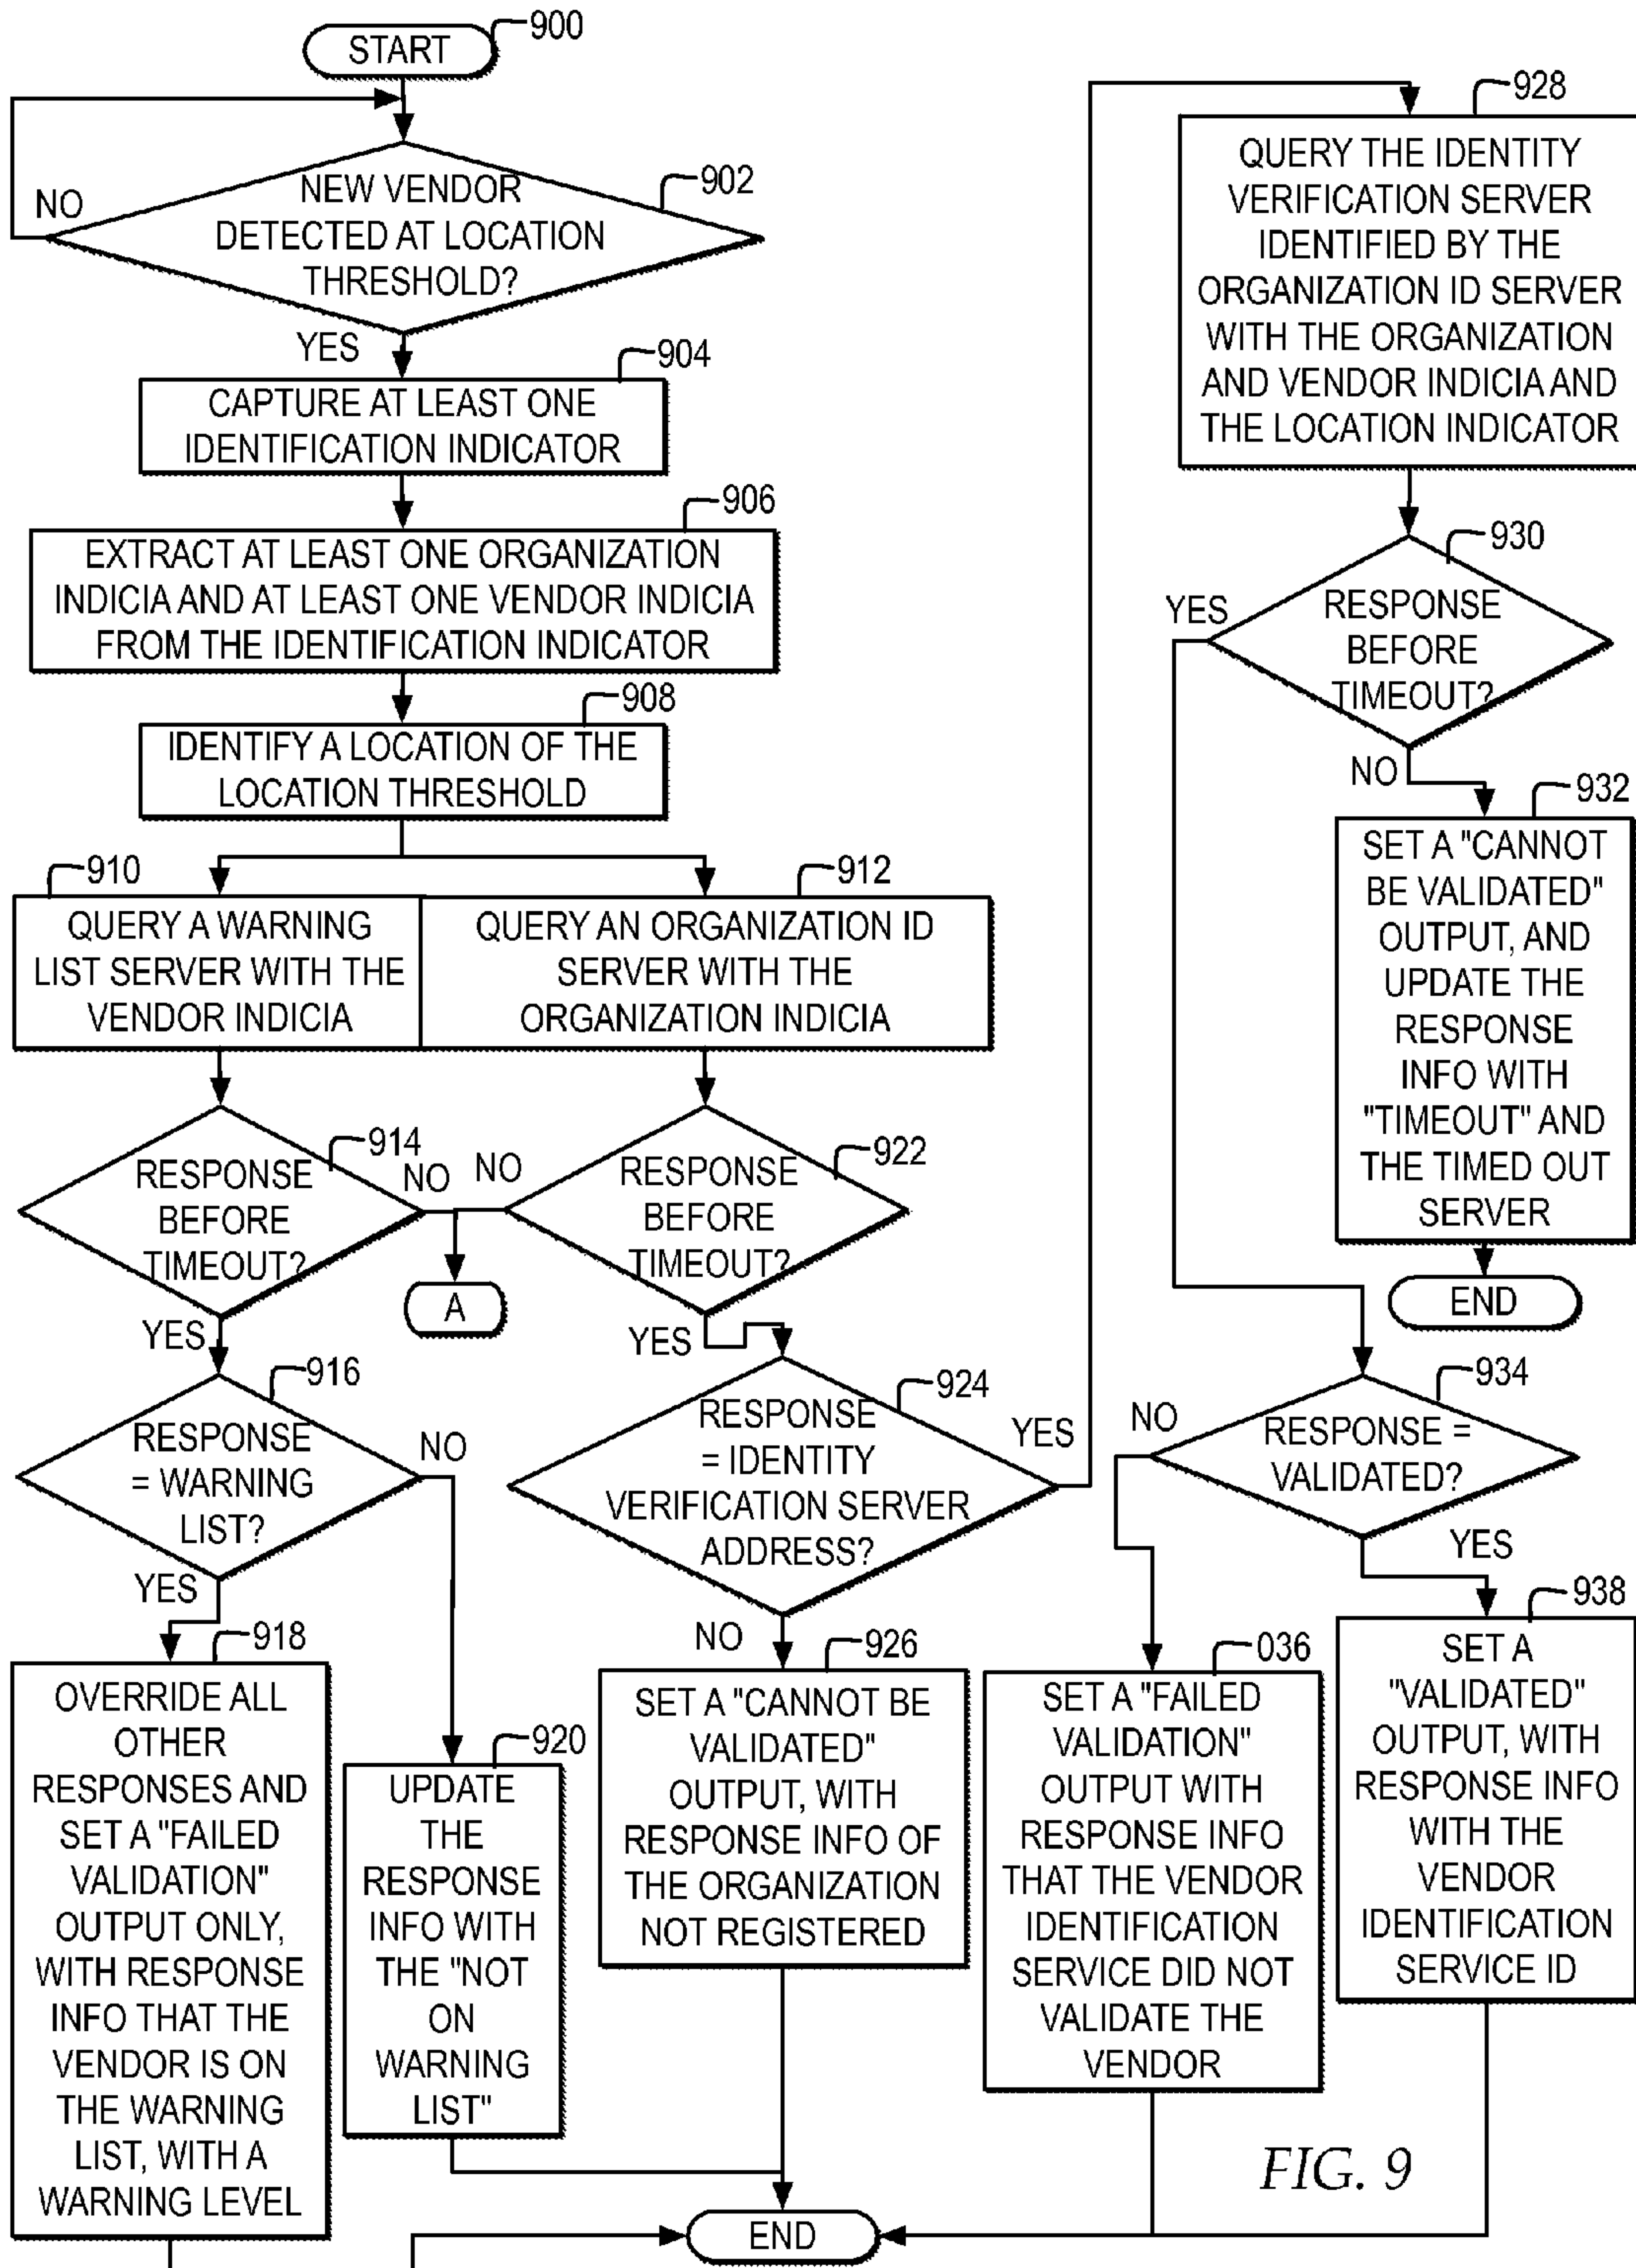 START
900
NEW VENDOR
DETECTED AT LOCATION
THRESHOLD?
902
NO
YES
904
CAPTURE AT LEAST ONE
IDENTIFICATION INDICATOR
906
EXTRACT AT LEAST ONE ORGANIZATION
INDICIA AND AT LEAST ONE VENDOR INDICIA
FROM THE IDENTIFICATION INDICATOR
908
IDENTIFY A LOCATION OF THE
LOCATION THRESHOLD
910
QUERY A WARNING
LIST SERVER WITH THE
VENDOR INDICIA
912
QUERY AN ORGANIZATION ID
SERVER WITH THE
ORGANIZATION INDICIA
914
RESPONSE
BEFORE
TIMEOUT?
NO
YES
A
922
RESPONSE
BEFORE
TIMEOUT?
NO
YES
916
RESPONSE
= WARNING
LIST?
NO
YES
924
RESPONSE
= IDENTITY
VERIFICATION SERVER
ADDRESS?
YES
NO
918
OVERRIDE ALL
OTHER
RESPONSES AND
SET A "FAILED
VALIDATION"
OUTPUT ONLY,
WITH RESPONSE
INFO THAT THE
VENDOR IS ON
THE WARNING
LIST, WITH A
WARNING LEVEL
920
UPDATE
THE
RESPONSE
INFO WITH
THE "NOT
ON
WARNING
LIST"
926
SET A "CANNOT BE
VALIDATED"
OUTPUT, WITH
RESPONSE INFO OF
THE ORGANIZATION
NOT REGISTERED
928
QUERY THE IDENTITY
VERIFICATION SERVER
IDENTIFIED BY THE
ORGANIZATION ID SERVER
WITH THE ORGANIZATION
AND VENDOR INDICIA AND
THE LOCATION INDICATOR
930
RESPONSE
BEFORE
TIMEOUT?
YES
NO
932
SET A "CANNOT
BE VALIDATED"
OUTPUT, AND
UPDATE THE
RESPONSE
INFO WITH
"TIMEOUT" AND
THE TIMED OUT
SERVER
END
934
RESPONSE =
VALIDATED?
NO
YES
036
SET A "FAILED
VALIDATION"
OUTPUT WITH
RESPONSE INFO
THAT THE VENDOR
IDENTIFICATION
SERVICE DID NOT
VALIDATE THE
VENDOR
938
SET A
"VALIDATED"
OUTPUT, WITH
RESPONSE INFO
WITH THE
VENDOR
IDENTIFICATION
SERVICE ID
END
FIG. 9